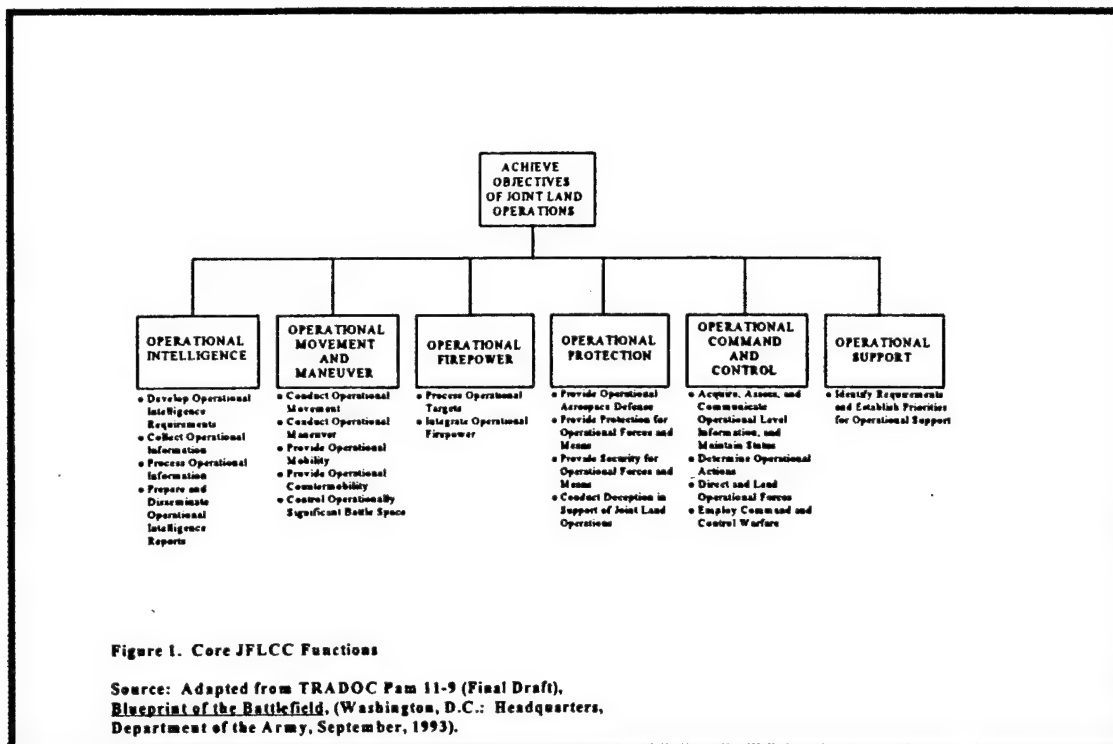 ACHIEVE
OBJECTIVES
OF JOINT LAND
OPERATIONS
OPERATIONAL
INTELLIGENCE
● Develop Operational
Intelligence
Requirements
● Collect Operational
Information
● Process Operational
Information
● Prepare and
Disseminate
Operational
Intelligence
Reports
OPERATIONAL
MOVEMENT
AND
MANEUVER
● Conduct Operational
Movement
● Conduct Operational
Maneuver
● Provide Operational
Mobility
● Provide Operational
Countermobility
● Control Operationally
Significant Battle Space
OPERATIONAL
FIREPOWER
● Process Operational
Targets
● Integrate Operational
Firepower
OPERATIONAL
PROTECTION
● Provide Operational
Aerospace Defense
● Provide Protection for
Operational Forces and
Means
● Provide Security for
Operational Forces and
Means
● Conduct Deception in
Support of Joint Land
Operations
OPERATIONAL
COMMAND
AND
CONTROL
● Acquire, Assess, and
Communicate
Operational Level
Information, and
Maintain Status
● Determine Operational
Actions
● Direct and Land
Operational Forces
● Employ Command and
Control Warfare
OPERATIONAL
SUPPORT
● Identify Requirements
and Establish Priorities
for Operational Support
Figure 1. Core JFLCC Functions
Source: Adapted from TRADOC Pam 11-9 (Final Draft),
Blueprint of the Battlefield, (Washington, D.C.: Headquarters,
Department of the Army, September, 1993).